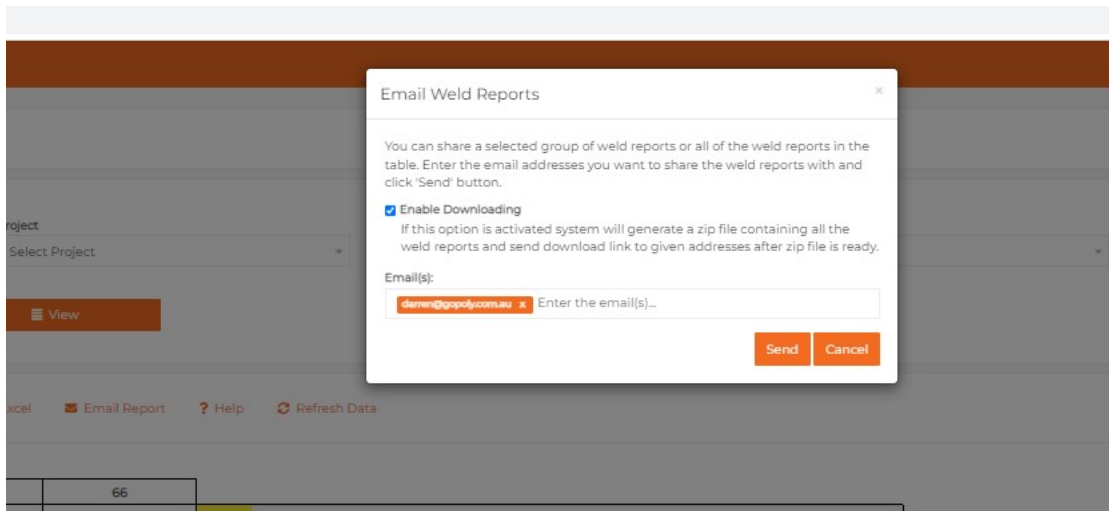 Email Weld Reports
×
You can share a selected group of weld reports or all of the weld reports in the
table. Enter the email addresses you want to share the weld reports with and
click 'Send' button.
Enable Downloading
If this option is activated system will generate a zip file containing all the
weld reports and send download link to given addresses after zip file is ready.
roject
Select Project
Email(s):
darren@gopoly.com.au x Enter the email(s)...
View
Send Cancel
xcel Email Report ? Help Refresh Data
66